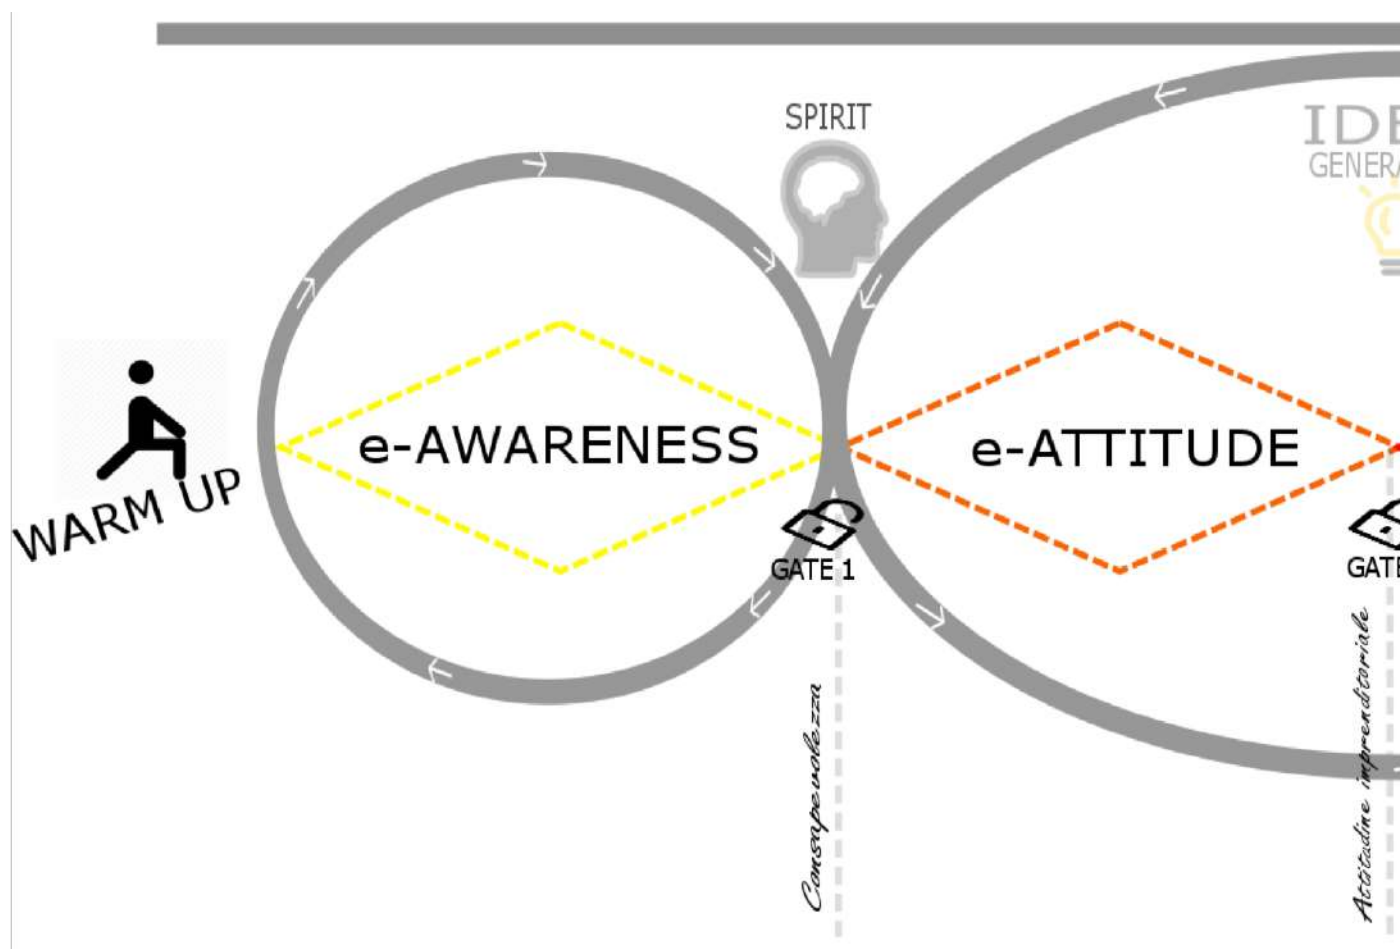 SPIRIT
WARM UP
e-AWARENESS
e-ATTITUDE
GATE 1
Consapevolezza
Attitudine imprenditoriale